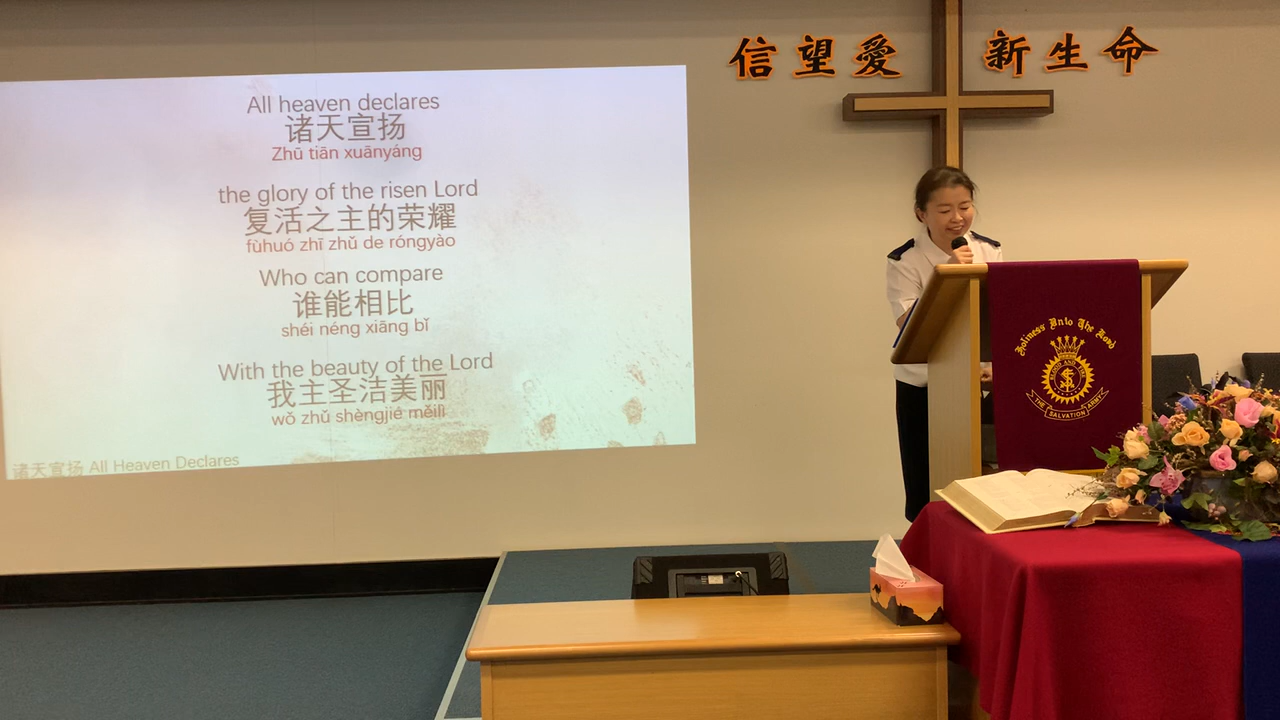 信望愛 新生命
All heaven declares
诸天宣扬
Zhū tiān xuānyáng
the glory of the risen Lord
复活之主的荣耀
fùhuó zhī zhǔ de róngyào
Who can compare
谁能相比
shéi néng xiāng bǐ
With the beauty of the Lord
我主圣洁美丽
wǒ zhǔ shèngjié měilì
诸天宣扬 All Heaven Declares
Holiness Unto The Lord
BLOOD AND FIRE
THE SALVATION ARMY